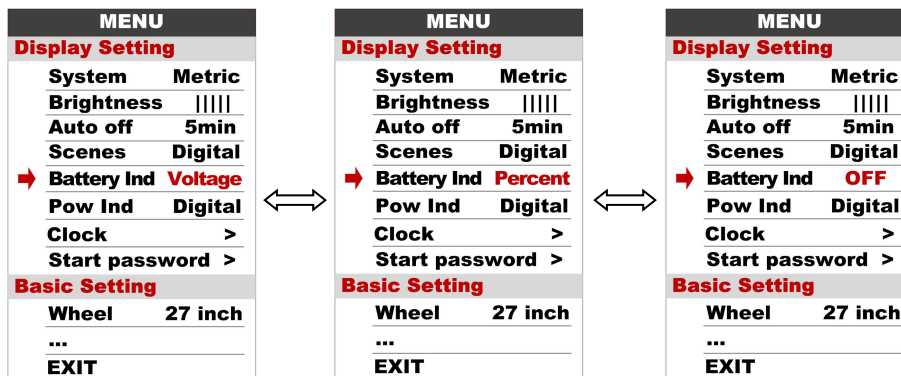 MENU
Display Setting
System Metric
Brightness |||||
Auto off 5min
Scenes Digital
Battery Ind Voltage
Pow Ind Digital
Clock >
Start password >
Basic Setting
Wheel 27 inch
...
EXIT
MENU
Display Setting
System Metric
Brightness |||||
Auto off 5min
Scenes Digital
Battery Ind Percent
Pow Ind Digital
Clock >
Start password >
Basic Setting
Wheel 27 inch
...
EXIT
MENU
Display Setting
System Metric
Brightness |||||
Auto off 5min
Scenes Digital
Battery Ind OFF
Pow Ind Digital
Clock >
Start password >
Basic Setting
Wheel 27 inch
...
EXIT